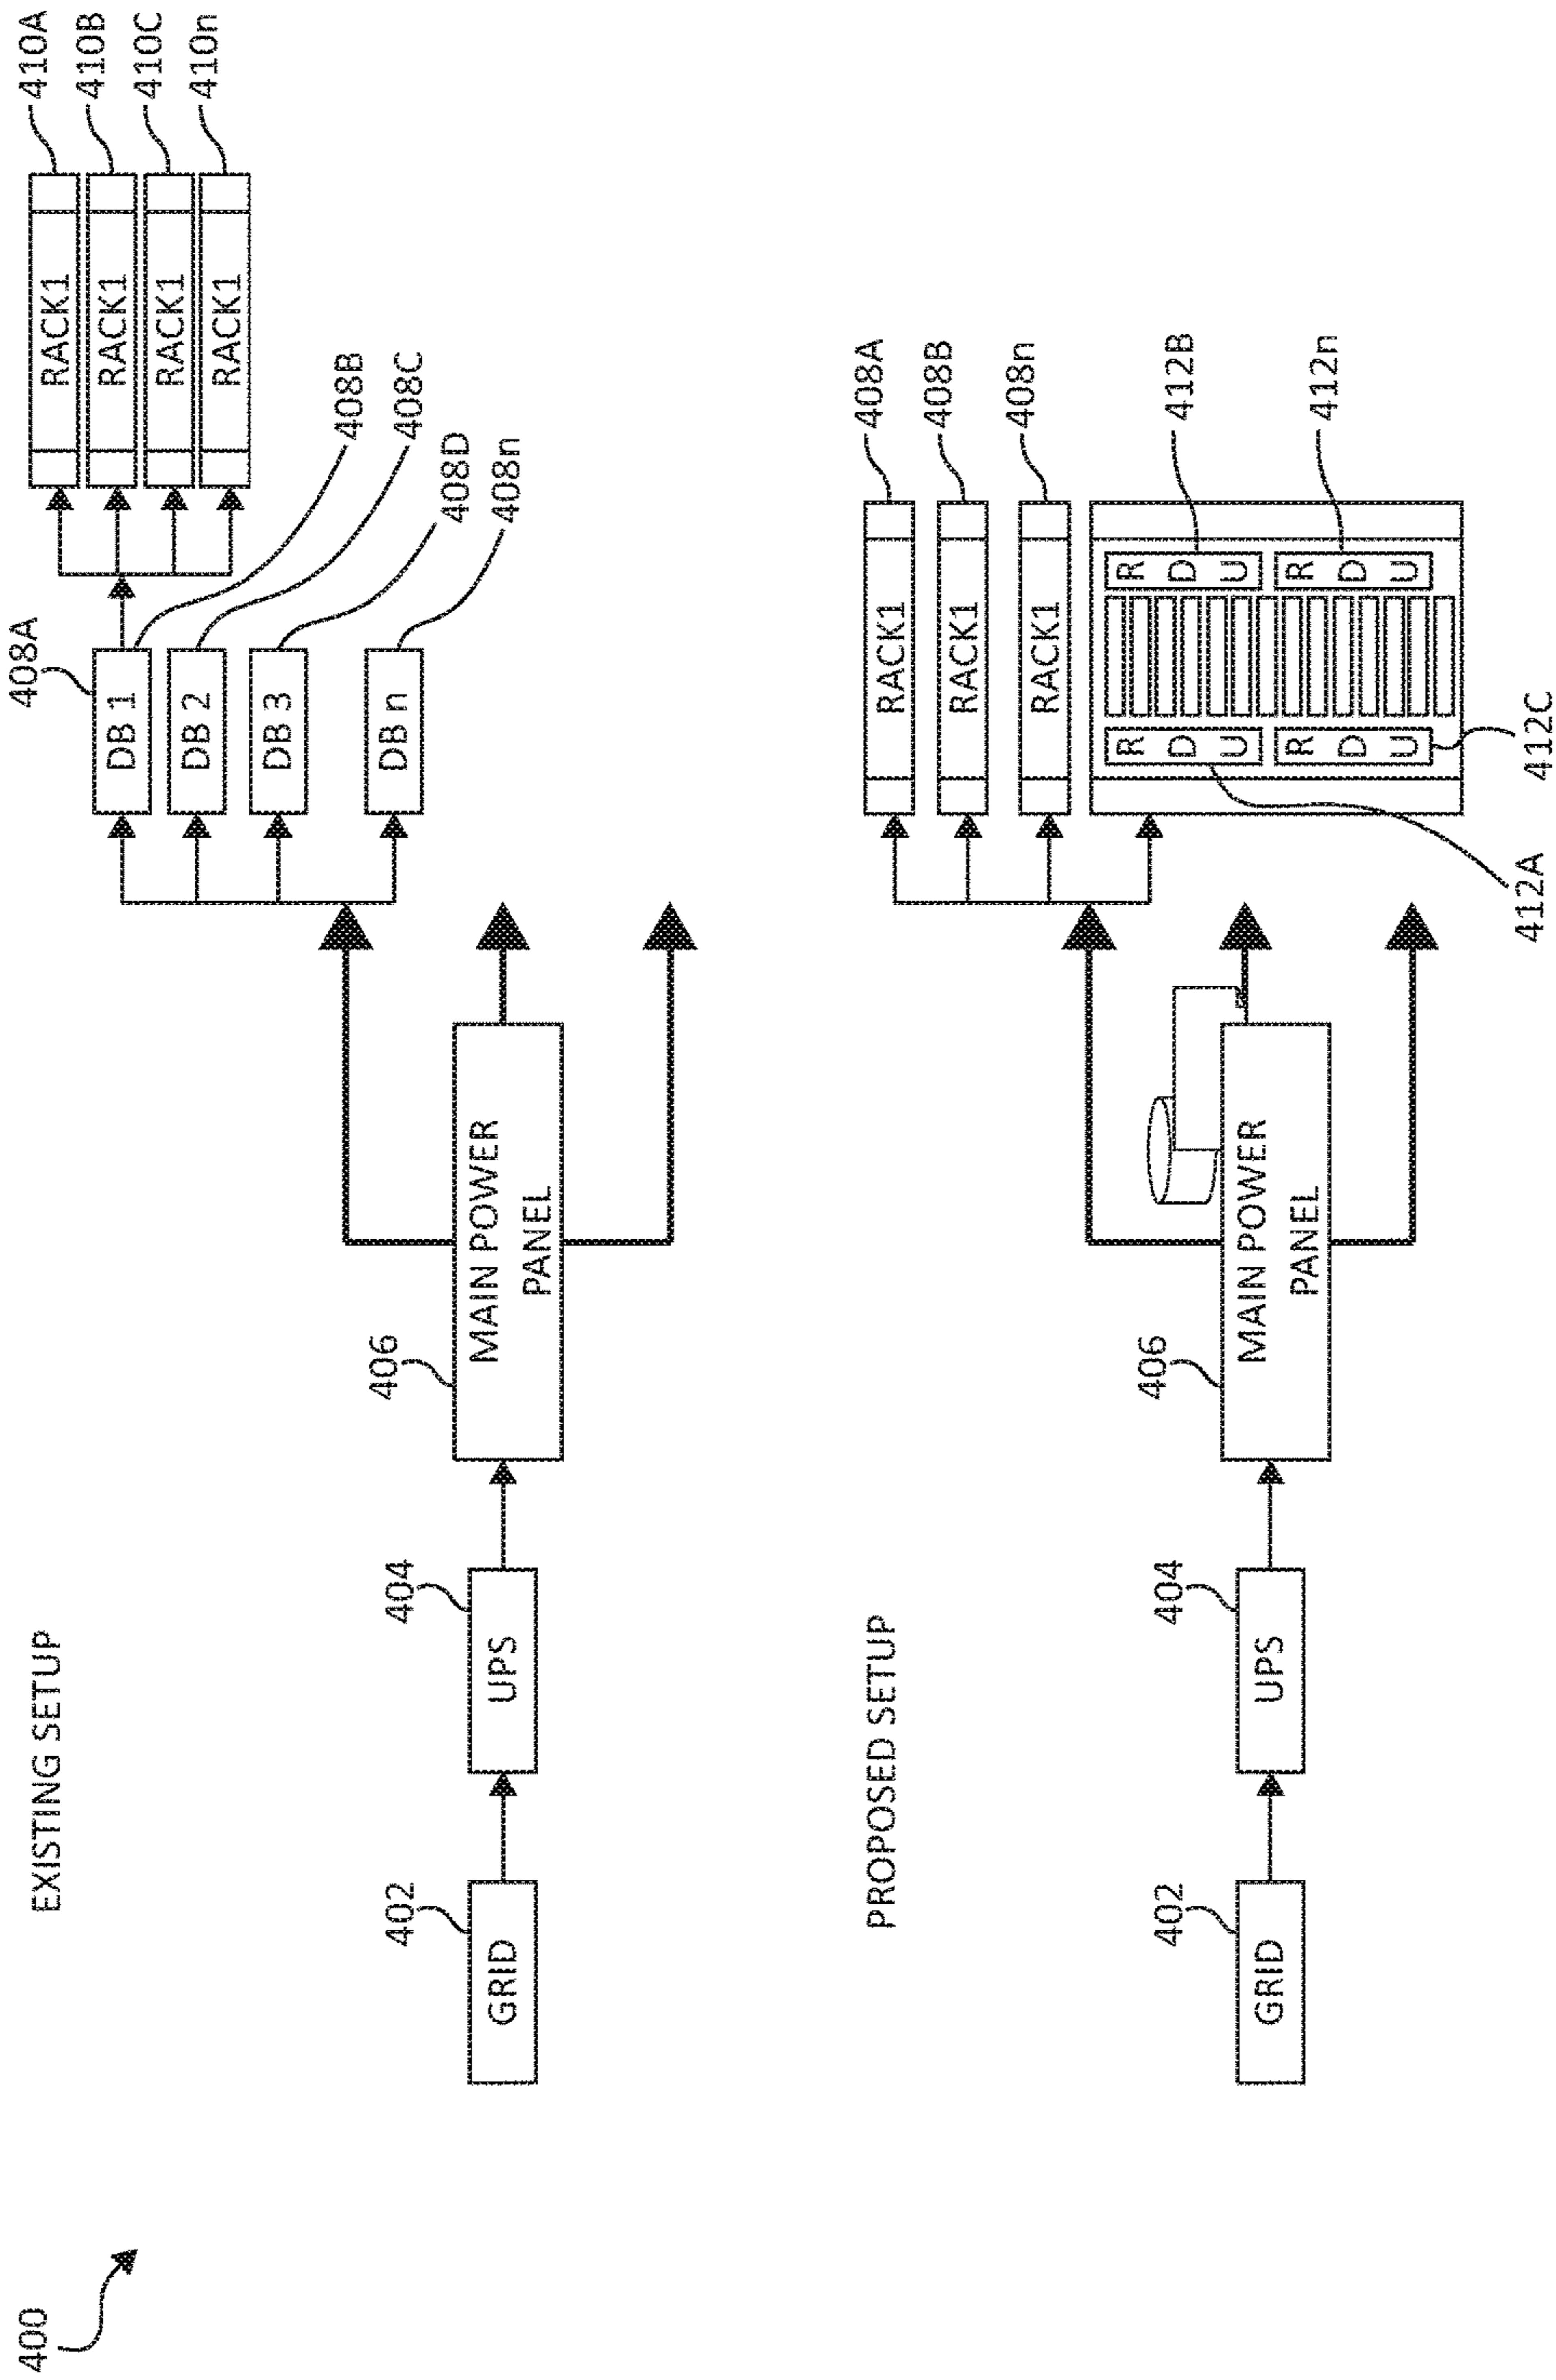 400
EXISTING SETUP
402
GRID
404
UPS
406
MAIN POWER
PANEL
408A
DB 1
DB 2
DB 3
DB n
408B
408C
408D
408n
RACK1
RACK1
RACK1
RACK1
410A
410B
410C
410n
PROPOSED SETUP
402
GRID
404
UPS
406
MAIN POWER
PANEL
RACK1
RACK1
RACK1
408A
408B
408n
R D U
R D U
R D U
R D U
412A
412B
412C
412n